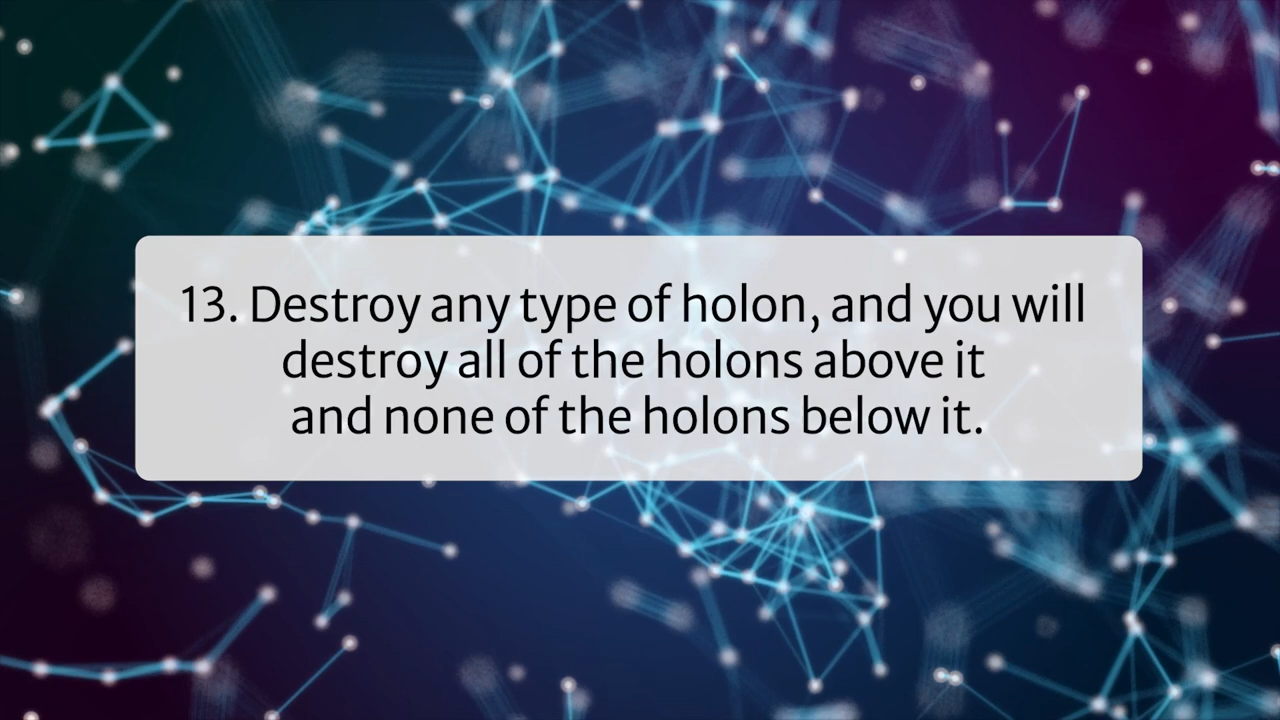 13. Destroy any type of holon, and you will
destroy all of the holons above it
and none of the holons below it.